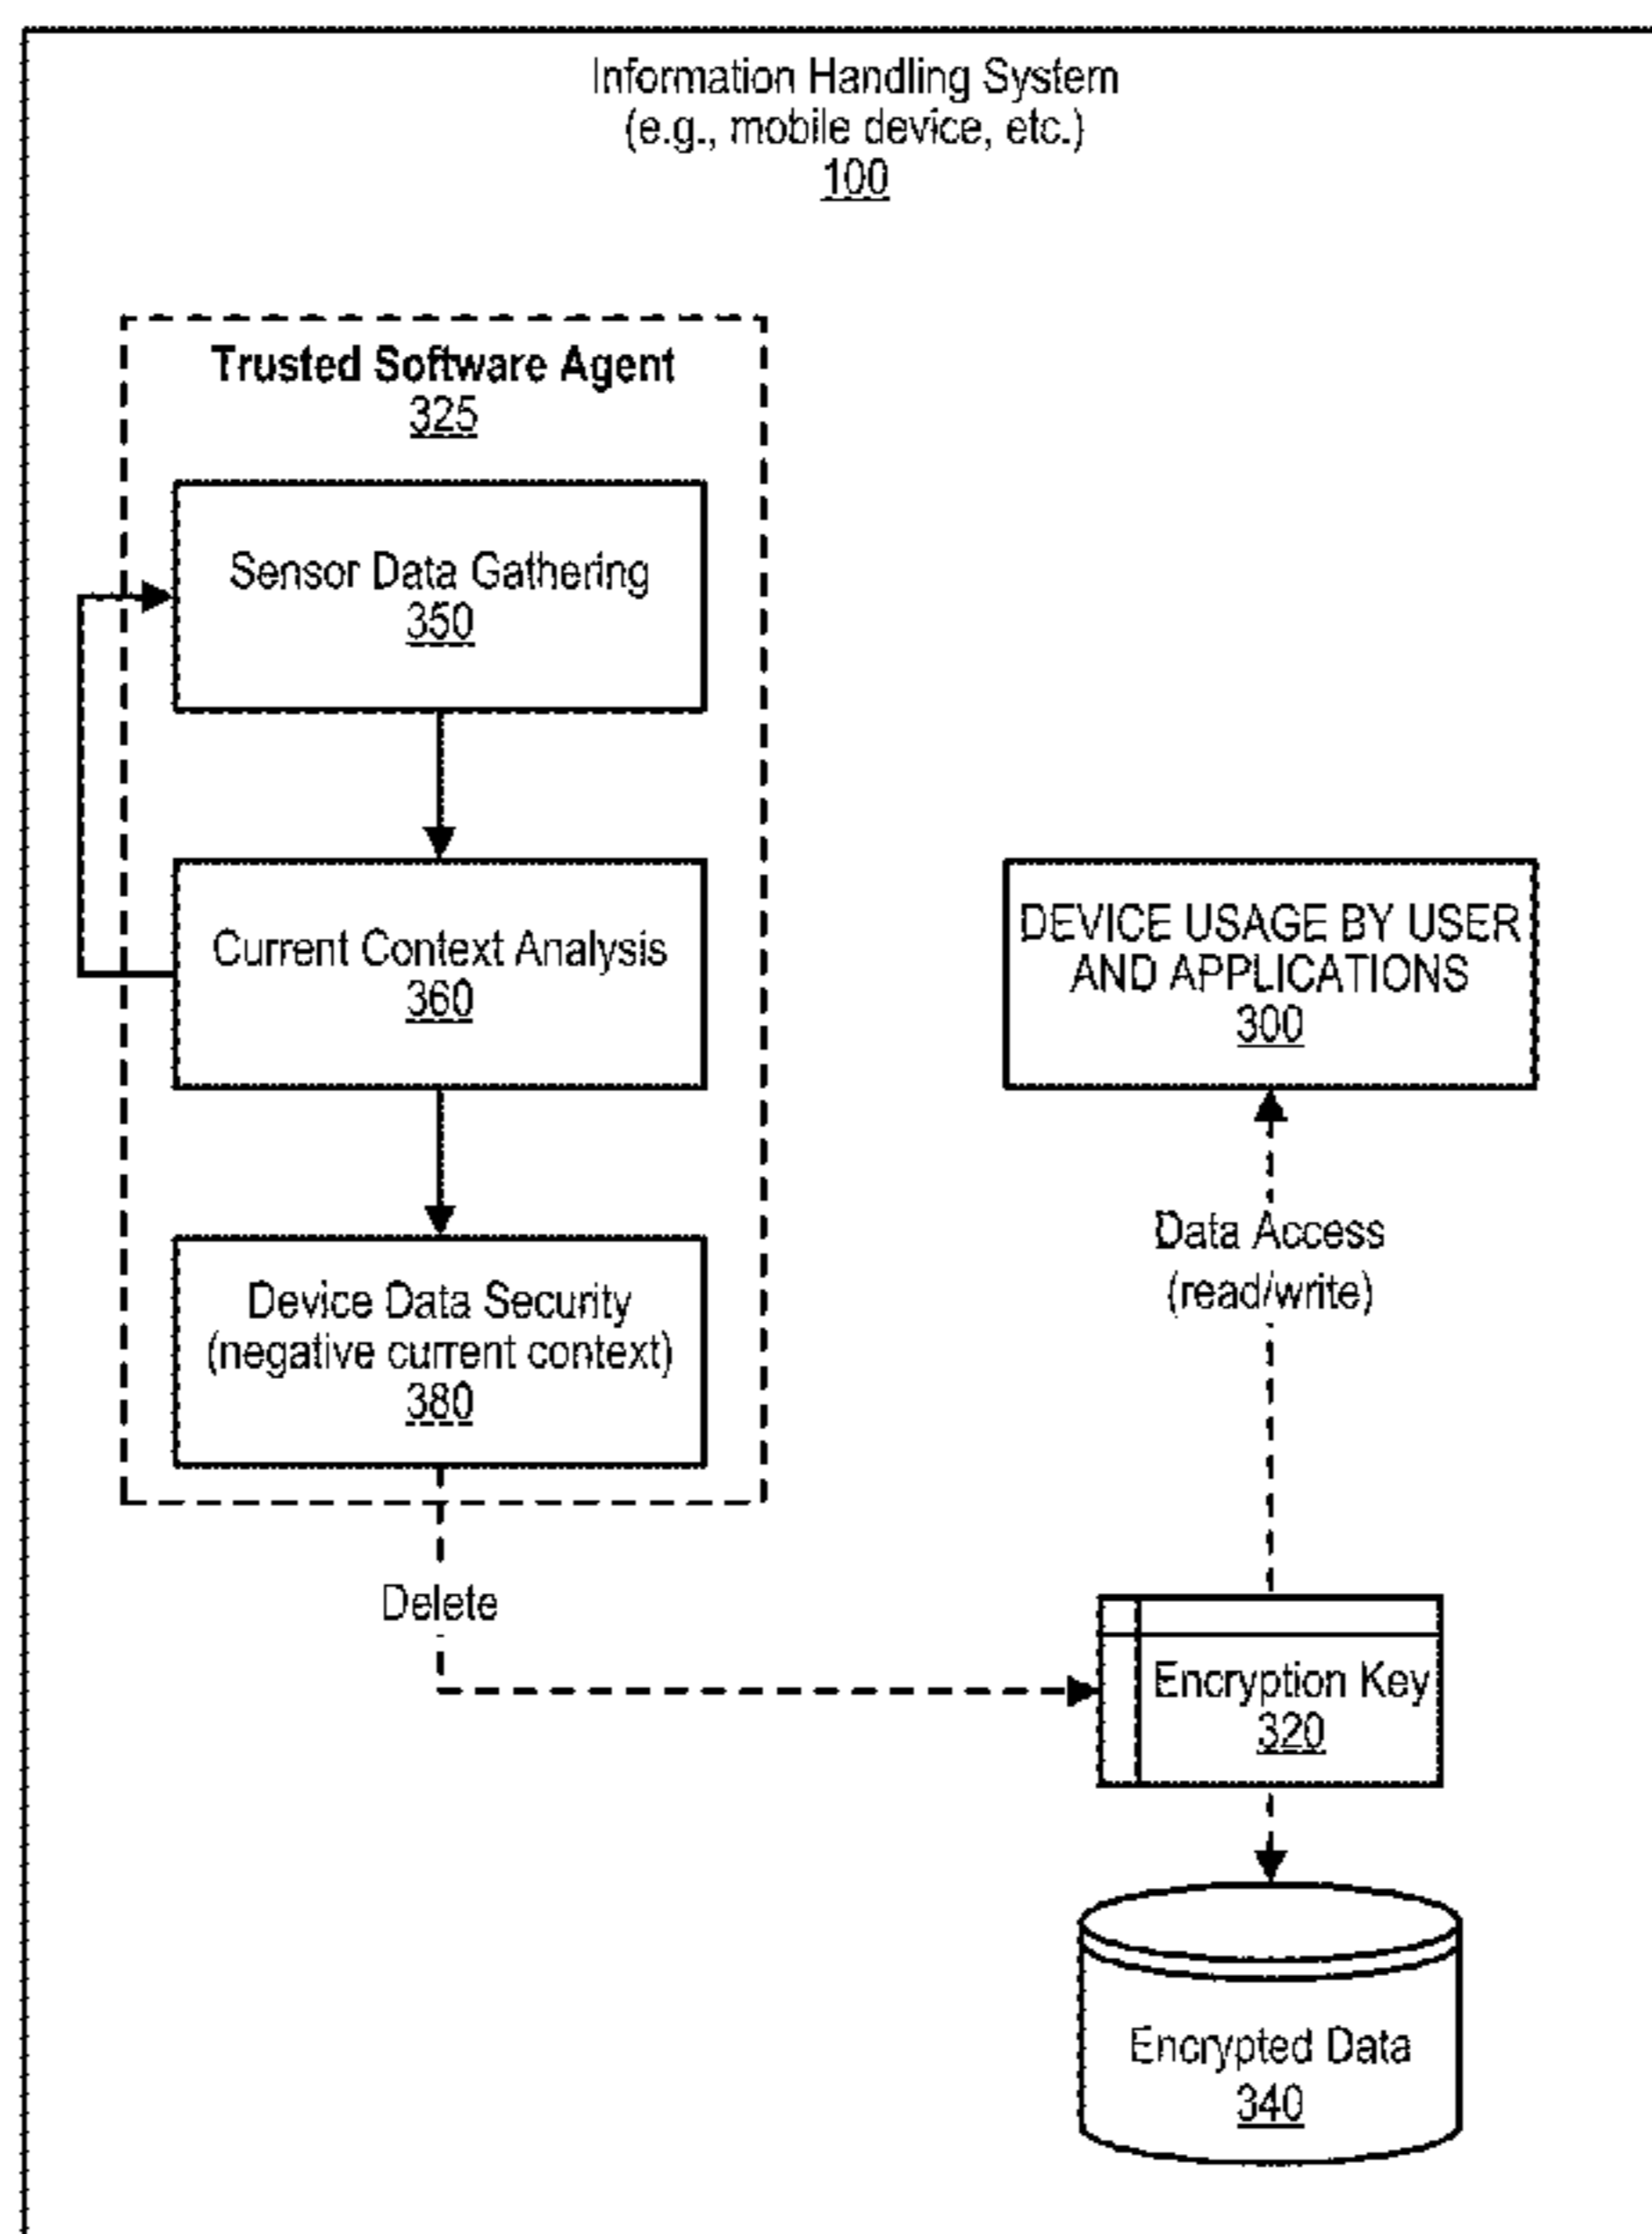 Information Handling System
(e.g., mobile device, etc.)
100
Trusted Software Agent
325
Sensor Data Gathering
350
Current Context Analysis
360
Device Data Security
(negative current context)
380
Delete
DEVICE USAGE BY USER
AND APPLICATIONS
300
Data Access
(read/write)
Encryption Key
320
Encrypted Data
340